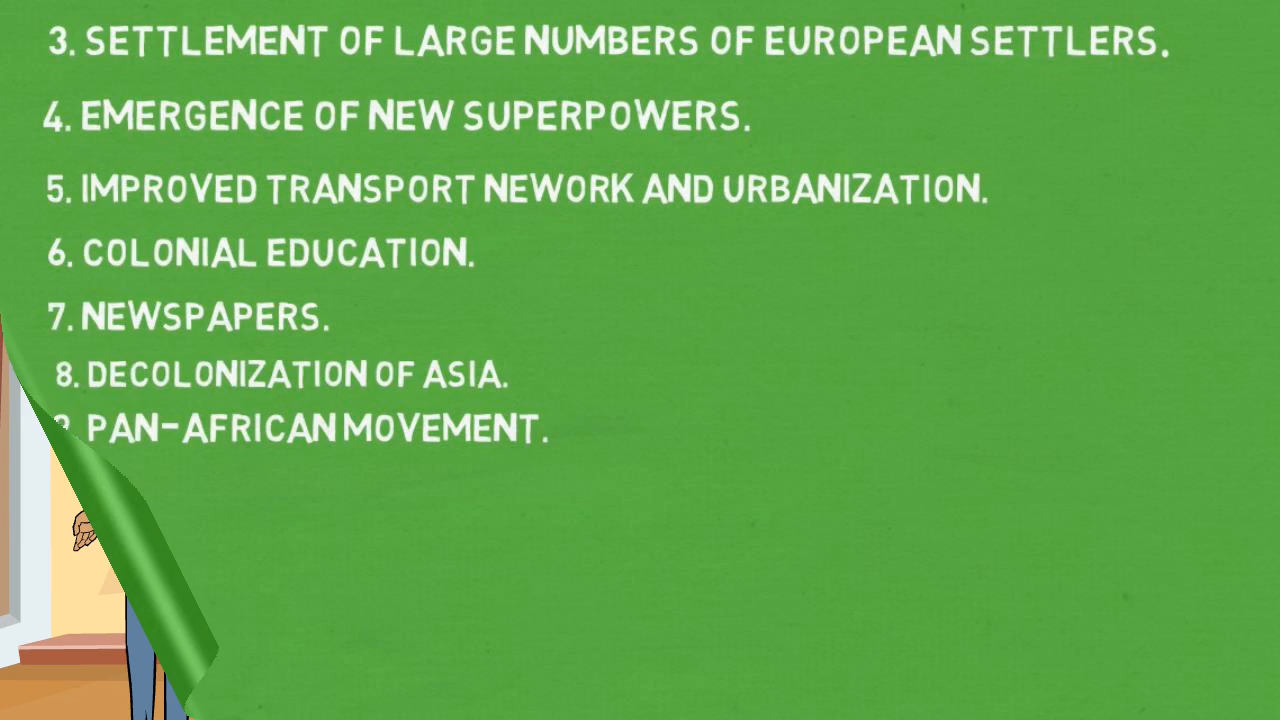 3. SETTLEMENT OF LARGE NUMBERS OF EUROPEAN SETTLERS.
4. EMERGENCE OF NEW SUPERPOWERS.
5. IMPROVED TRANSPORT NEWORK AND URBANIZATION.
6. COLONIAL EDUCATION.
7. NEWSPAPERS.
8. DECOLONIZATION OF ASIA.
9. PAN-AFRICAN MOVEMENT.